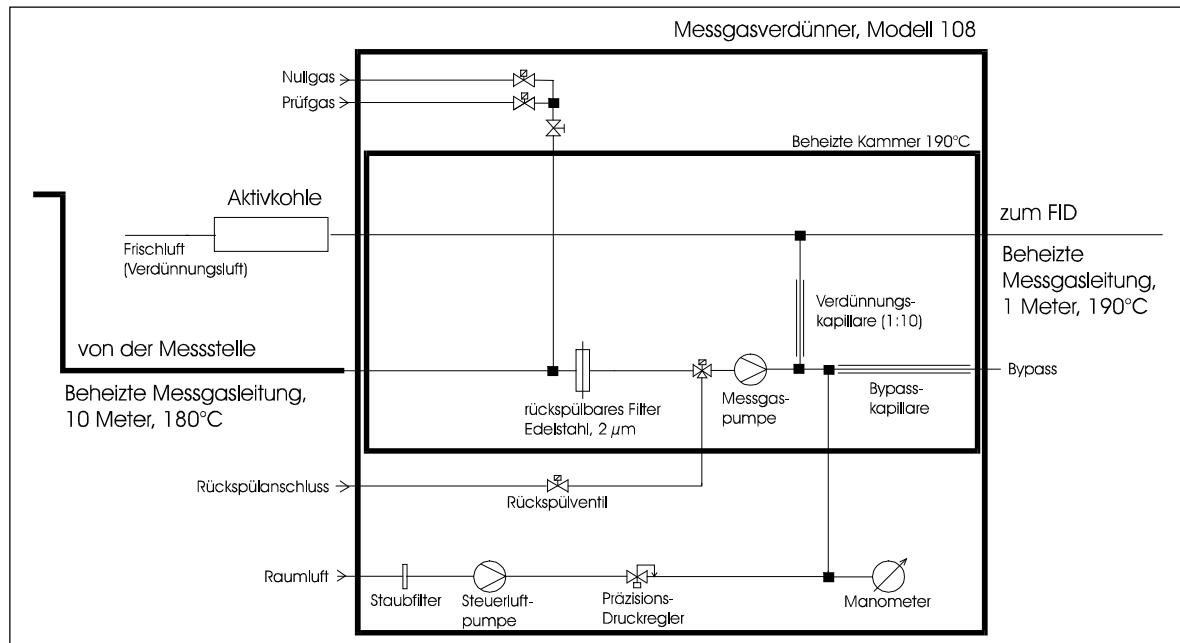 Messgasverdünner, Modell 108
Nullgas
Prüfgas
Beheizte Kammer 190°C
Aktivkohle
Frischluft
(Verdünnungsluft)
zum FID
Beheizte
Messgasleitung,
1 Meter, 190°C
Verdünnungs-
kapillare (1:10)
von der Messstelle
Beheizte Messgasleitung,
10 Meter, 180°C
rückspülbares Filter
Edelstahl, 2 µm
Messgas-
pumpe
Bypass-
kapillare
Bypass
Rückspülanschluss
Rückspülventil
Raumluft
Staubfilter
Steuerluft-
pumpe
Präzisions-
Druckregler
Manometer